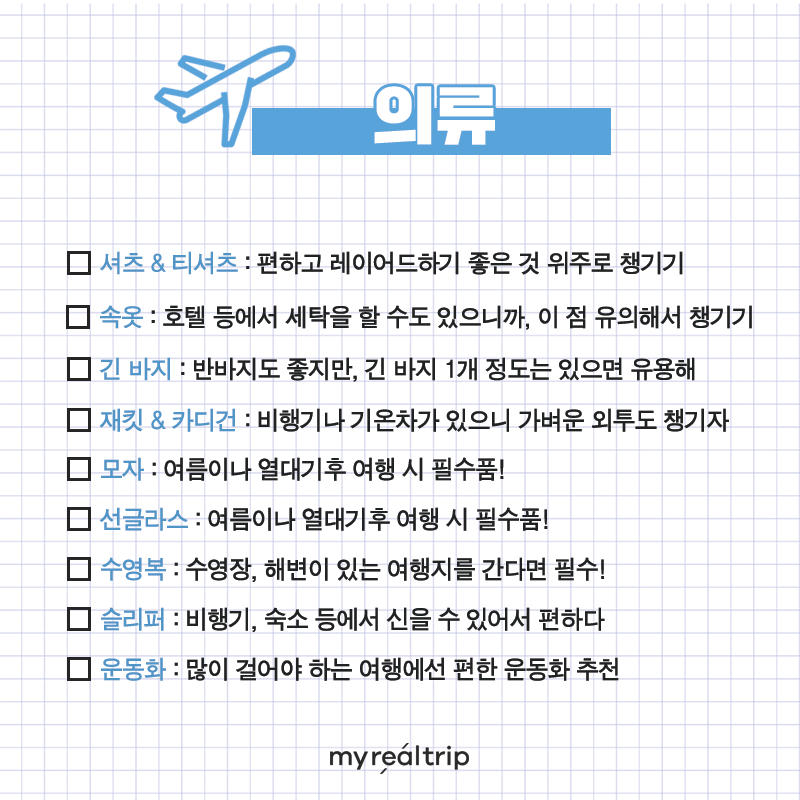 의류
셔츠 & 티셔츠 : 편하고 레이어드하기 좋은 것 위주로 챙기기
속옷 : 호텔 등에서 세탁을 할 수도 있으니까, 이 점 유의해서 챙기기
긴 바지 : 반바지도 좋지만, 긴 바지 1개 정도는 있으면 유용해
재킷 & 카디건 : 비행기나 기온차가 있으니 가벼운 외투도 챙기자
모자 : 여름이나 열대기후 여행 시 필수품!
선글라스 : 여름이나 열대기후 여행 시 필수품!
수영복 : 수영장, 해변이 있는 여행지를 간다면 필수!
슬리퍼 : 비행기, 숙소 등에서 신을 수 있어서 편하다
운동화 : 많이 걸어야 하는 여행에선 편한 운동화 추천
myrealtrip